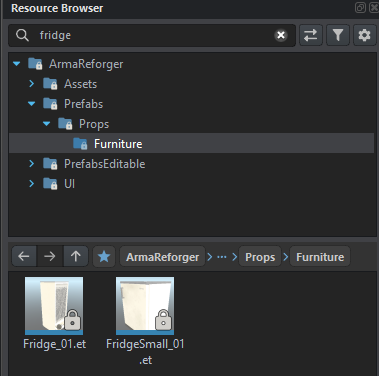 Resource Browser
fridge
ArmaReforger
Assets
Prefabs
Props
Furniture
PrefabsEditable
UI
ArmaReforger > ··· > Props > Furniture
Fridge_01.et
FridgeSmall_01
.et